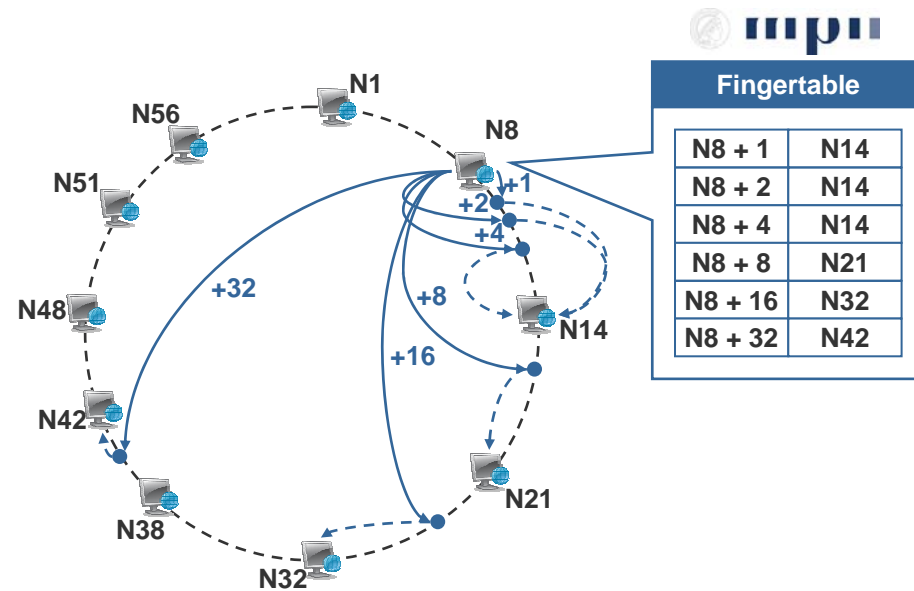 mpii
Fingertable
N8 + 1 N14
N8 + 2 N14
N8 + 4 N14
N8 + 8 N21
N8 + 16 N32
N8 + 32 N42
N1
N56
N8
N51
+1
+2
+4
+32
+8
N48
N14
+16
N42
N21
N38
N32